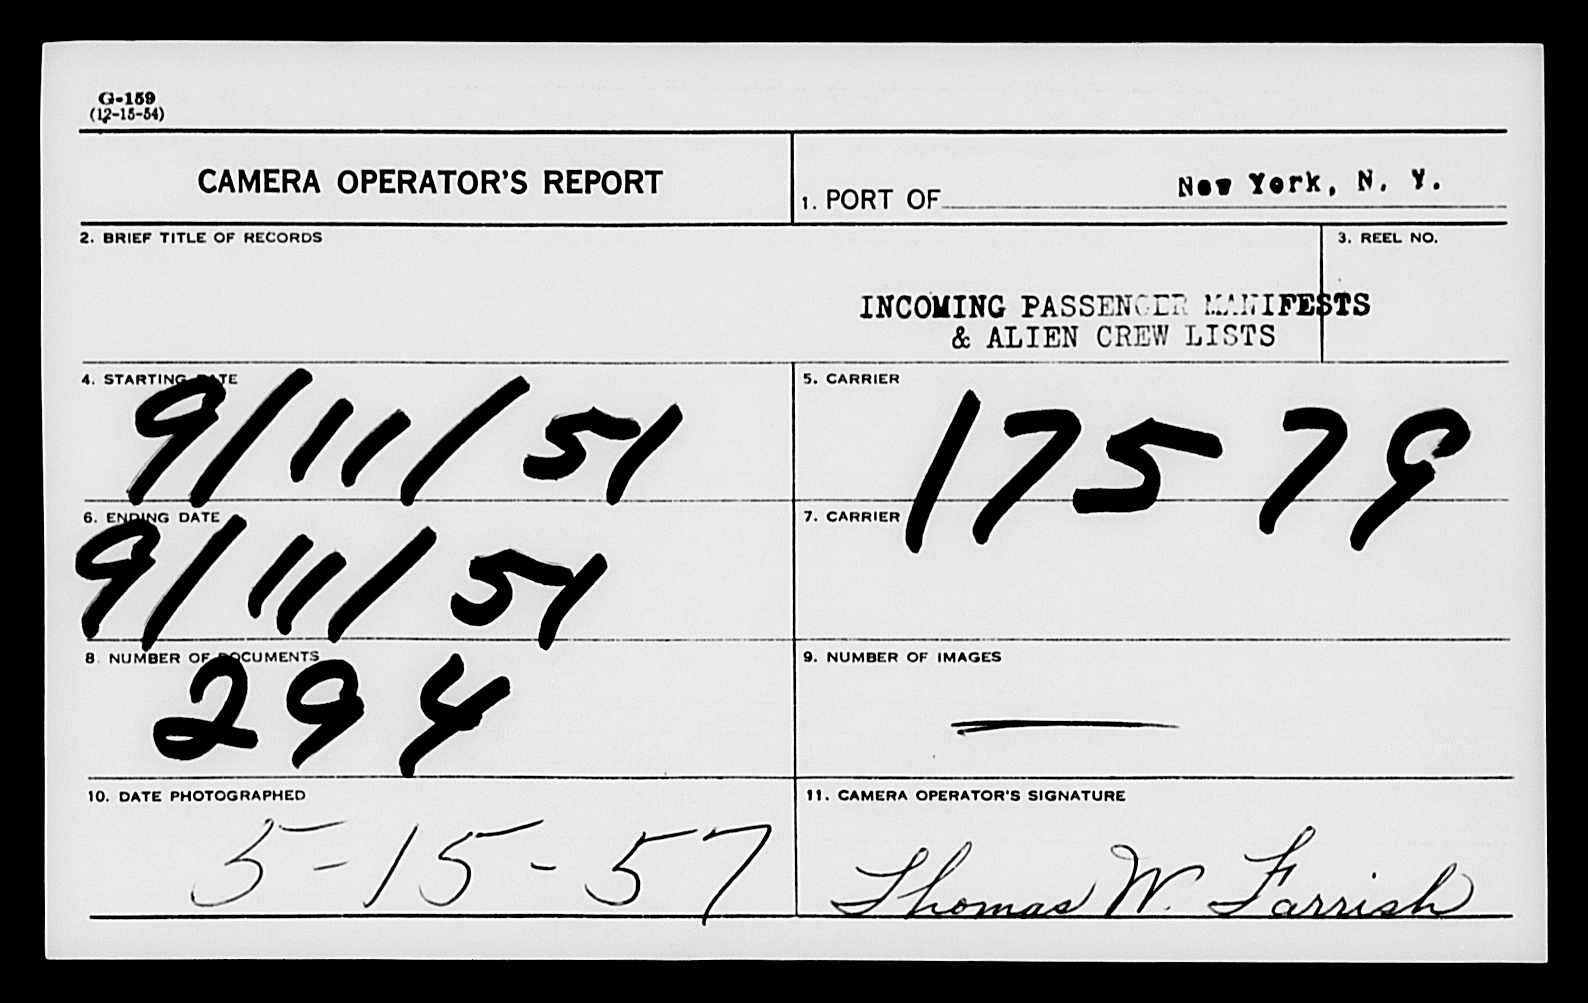 G-159
(12-15-54)
CAMERA OPERATOR'S REPORT
1. PORT OF New York, N. Y.
2. BRIEF TITLE OF RECORDS
3. REEL NO.
INCOMING PASSENGER MANIFESTS
& ALIEN CREW LISTS
4. STARTING DATE
9/11/51
5. CARRIER
17579
6. ENDING DATE
9/11/51
7. CARRIER
8. NUMBER OF DOCUMENTS
294
9. NUMBER OF IMAGES
—
10. DATE PHOTOGRAPHED
5-15-57
11. CAMERA OPERATOR'S SIGNATURE
Thomas W. Farrish